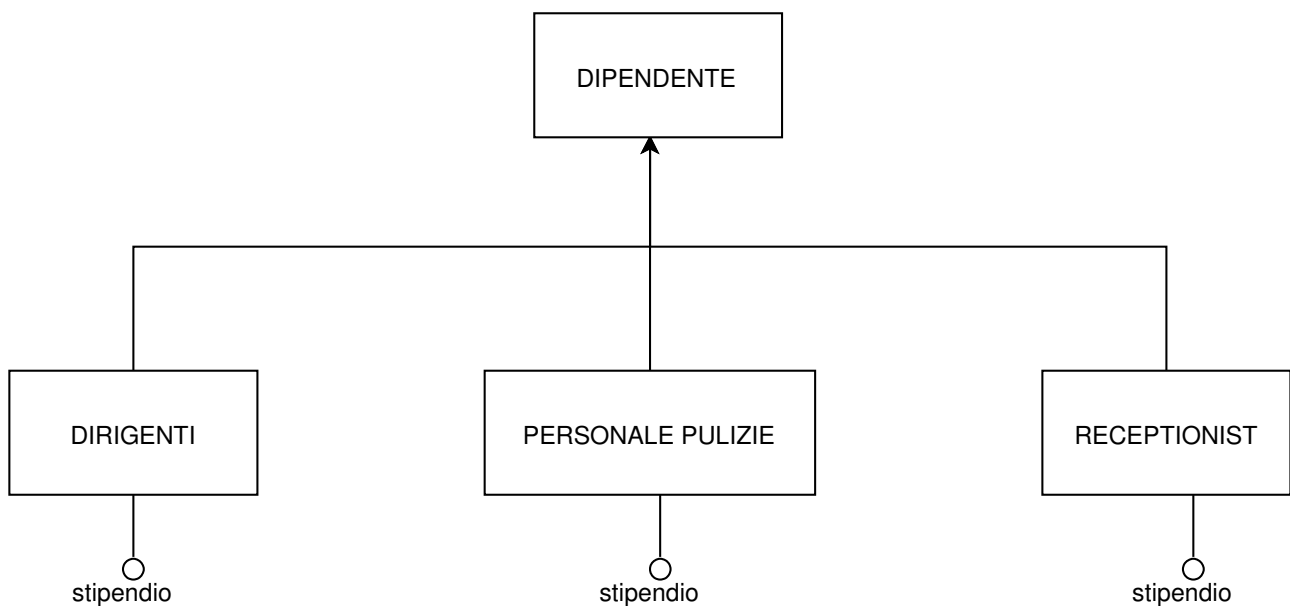 DIPENDENTE
DIRIGENTI
PERSONALE PULIZIE
RECEPTIONIST
stipendio
stipendio
stipendio